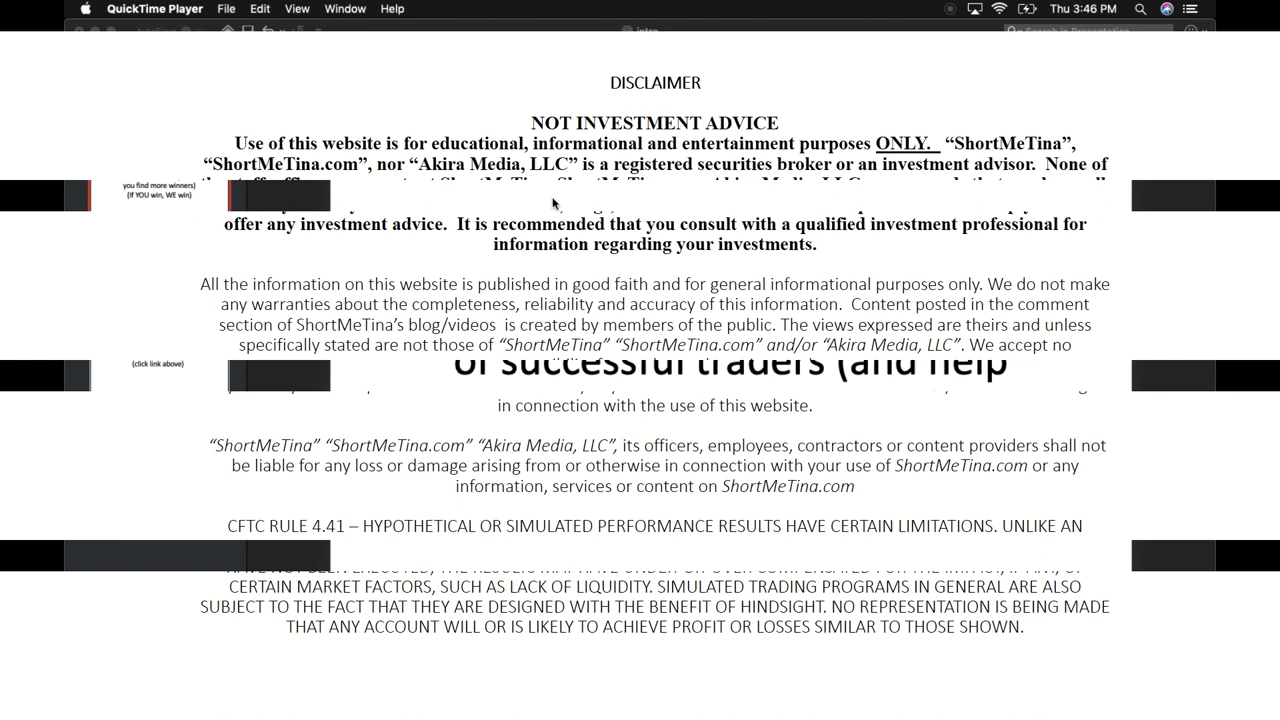 QuickTime Player File Edit View Window Help Thu 3:46 PM
DISCLAIMER
NOT INVESTMENT ADVICE
Use of this website is for educational, informational and entertainment purposes ONLY. “ShortMeTina”,
“ShortMeTina.com”, nor “Akira Media, LLC” is a registered securities broker or an investment advisor. None of
you find more winners)
(If YOU win, WE win)
offer any investment advice. It is recommended that you consult with a qualified investment professional for
information regarding your investments.
All the information on this website is published in good faith and for general informational purposes only. We do not make
any warranties about the completeness, reliability and accuracy of this information. Content posted in the comment
section of ShortMeTina’s blog/videos is created by members of the public. The views expressed are theirs and unless
specifically stated are not those of “ShortMeTina” “ShortMeTina.com” and/or “Akira Media, LLC”. We accept no
(click link above)
of successful traders (and help
in connection with the use of this website.
“ShortMeTina” “ShortMeTina.com” “Akira Media, LLC”, its officers, employees, contractors or content providers shall not
be liable for any loss or damage arising from or otherwise in connection with your use of ShortMeTina.com or any
information, services or content on ShortMeTina.com
CFTC RULE 4.41 – HYPOTHETICAL OR SIMULATED PERFORMANCE RESULTS HAVE CERTAIN LIMITATIONS. UNLIKE AN
CERTAIN MARKET FACTORS, SUCH AS LACK OF LIQUIDITY. SIMULATED TRADING PROGRAMS IN GENERAL ARE ALSO
SUBJECT TO THE FACT THAT THEY ARE DESIGNED WITH THE BENEFIT OF HINDSIGHT. NO REPRESENTATION IS BEING MADE
THAT ANY ACCOUNT WILL OR IS LIKELY TO ACHIEVE PROFIT OR LOSSES SIMILAR TO THOSE SHOWN.